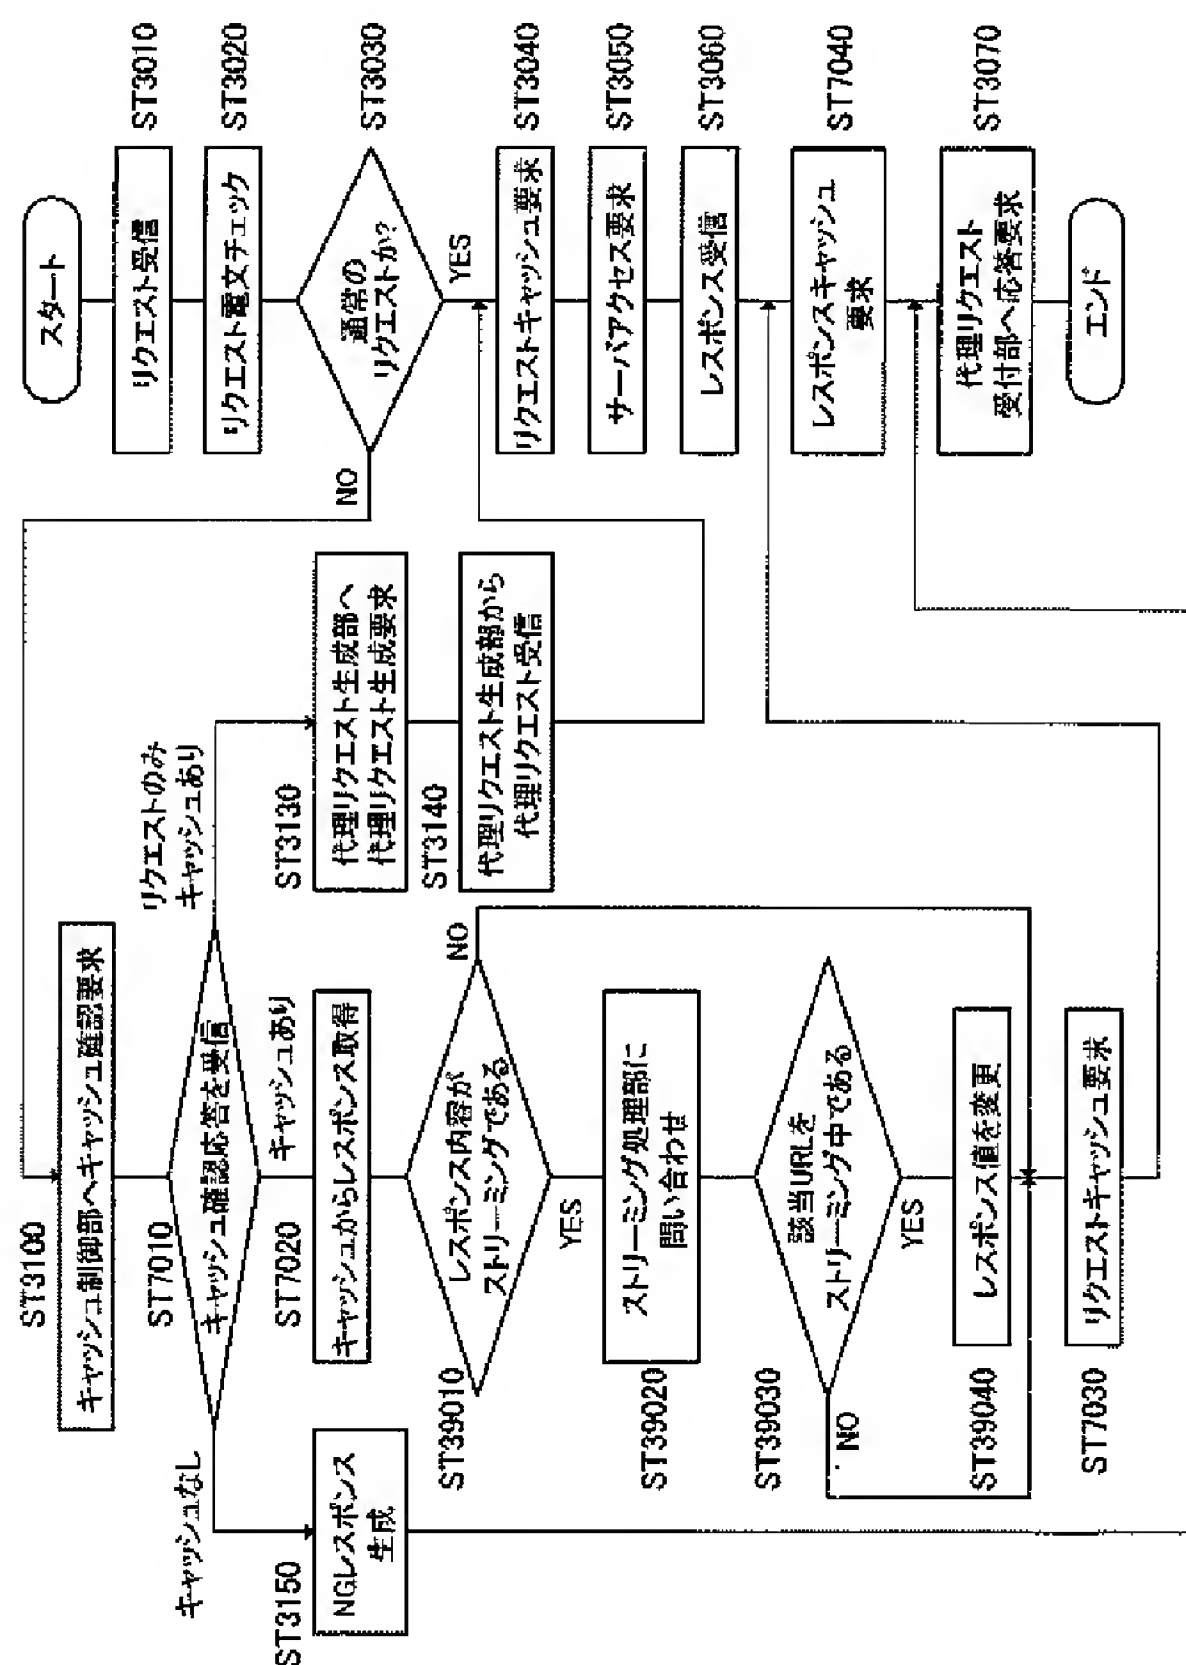 スタート
リクエスト受信
ST3010
リクエスト電文チェック
ST3020
通常の
リクエストか?
ST3030
NO
YES
リクエストキャッシュ要求
ST3040
サーバアクセス要求
ST3050
レスポンス受信
ST3060
レスポンスキャッシュ
要求
ST7040
代理リクエスト
受付部へ応答要求
ST3070
エンド
リクエストのみ
キャッシュあり
ST3130
代理リクエスト生成部へ
代理リクエスト生成要求
ST3140
代理リクエスト生成部から
代理リクエスト受信
ST3100
キャッシュ制御部へキャッシュ確認要求
ST7010
キャッシュ確認応答を受信
キャッシュあり
ST7020
キャッシュからレスポンス取得
ST39010
レスポンス内容が
ストリーミングである
NO
YES
ST39020
ストリーミング処理部に
問い合わせ
ST39030
該当URLを
ストリーミング中である
NO
YES
ST39040
レスポンス値を変更
ST7030
リクエストキャッシュ要求
キャッシュなし
ST3150
NGレスポンス
生成